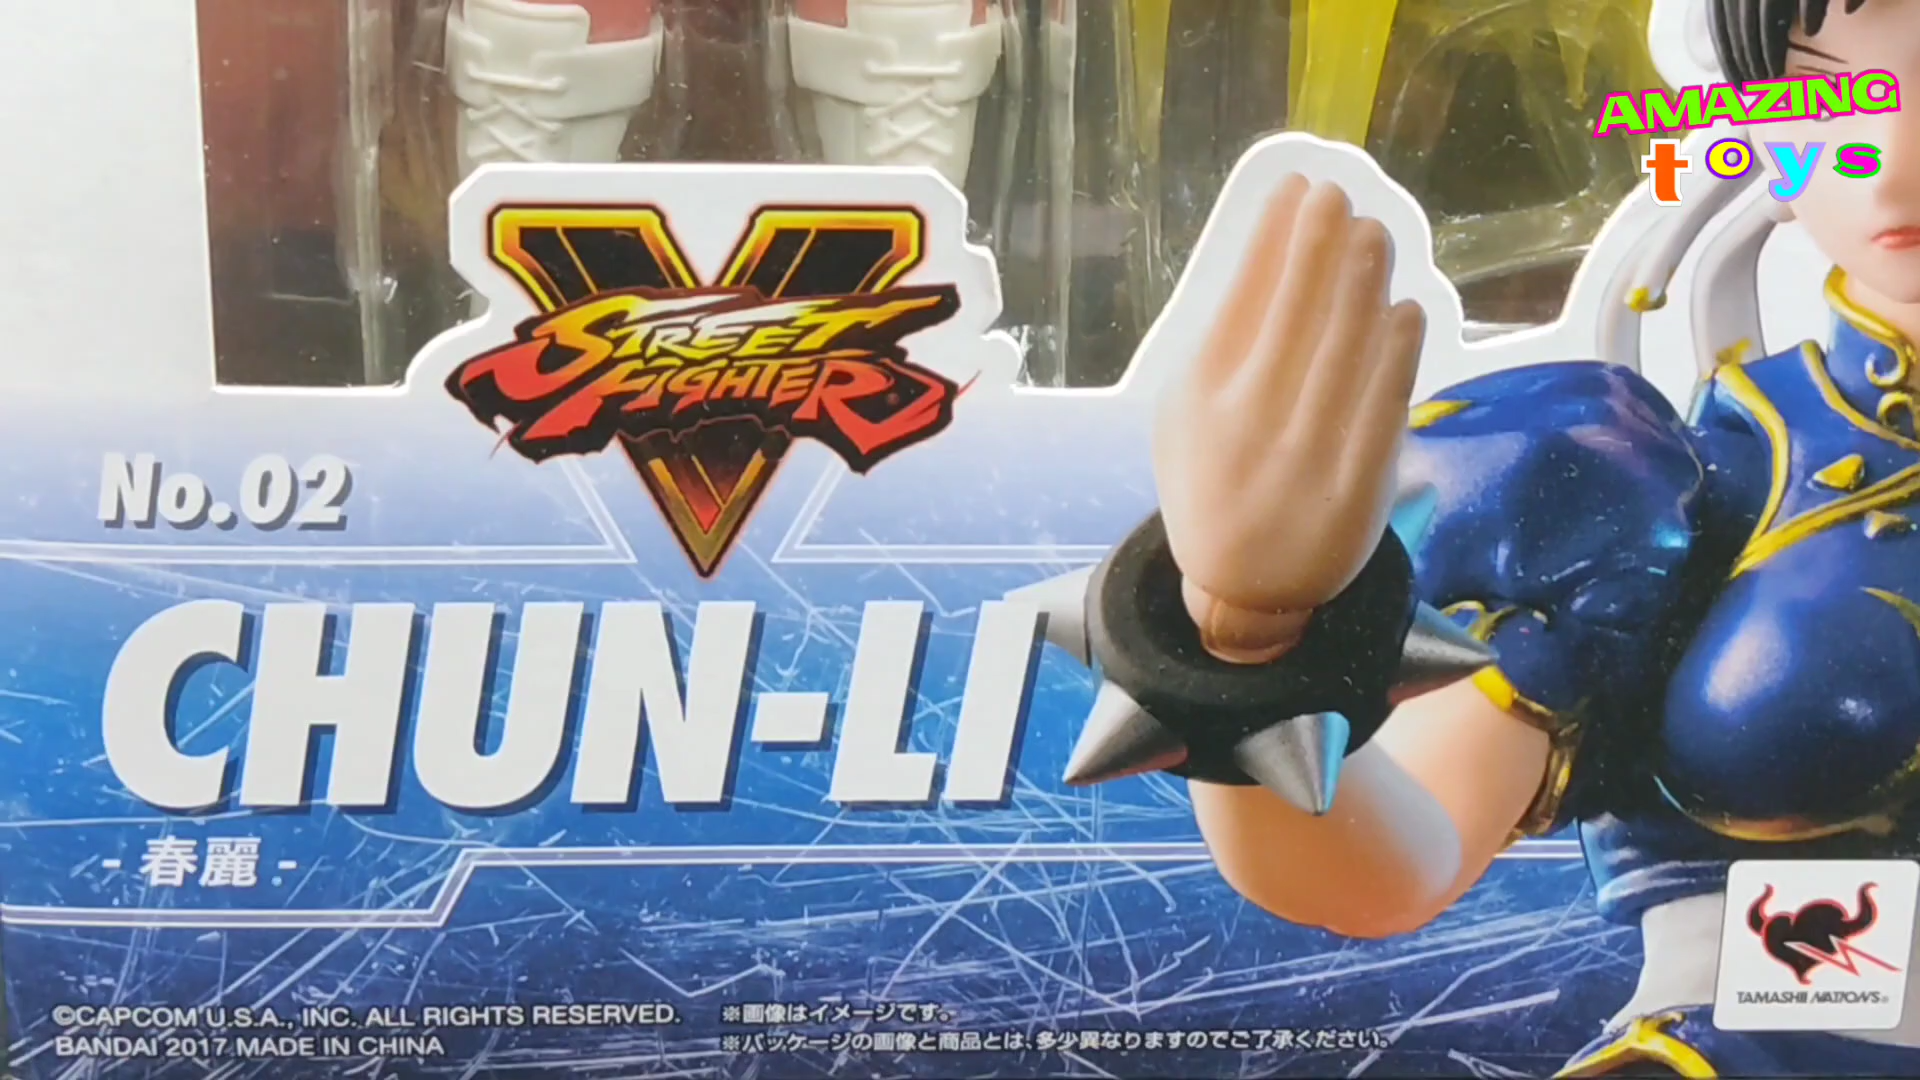 AMAZING
toys
V
STREET
FIGHTER
No.02
CHUN-LI
- 春麗 -
©CAPCOM U.S.A., INC. ALL RIGHTS RESERVED.
BANDAI 2017 MADE IN CHINA
※画像はイメージです。
※パッケージの画像と商品とは、多少異なりますのでご了承ください。
TAMASHII NATIONS